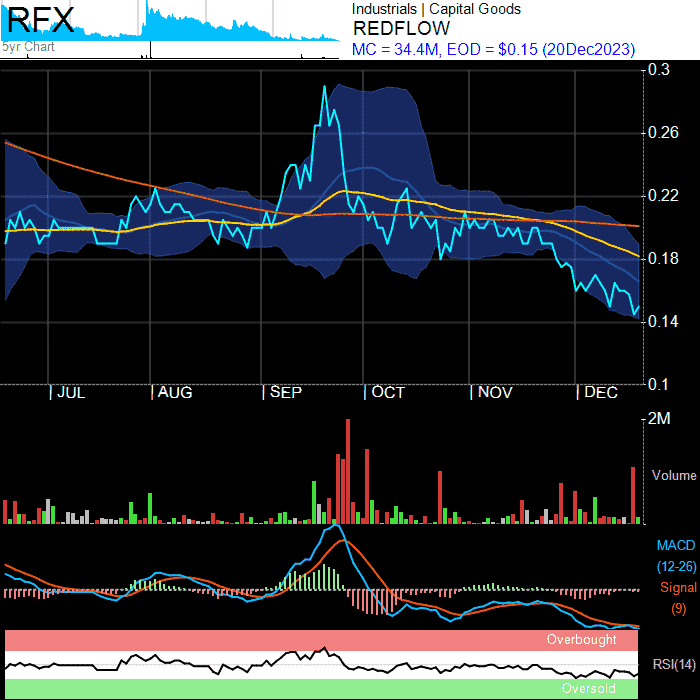 RFX
5yr Chart
Industrials | Capital Goods
REDFLOW
MC = 34.4M, EOD = $0.15 (20Dec2023)
0.3
0.26
0.22
0.18
0.14
0.1
| JUL | AUG | SEP | OCT | NOV | DEC
2M
Volume
MACD
(12-26)
Signal
(9)
Overbought
RSI(14)
Oversold